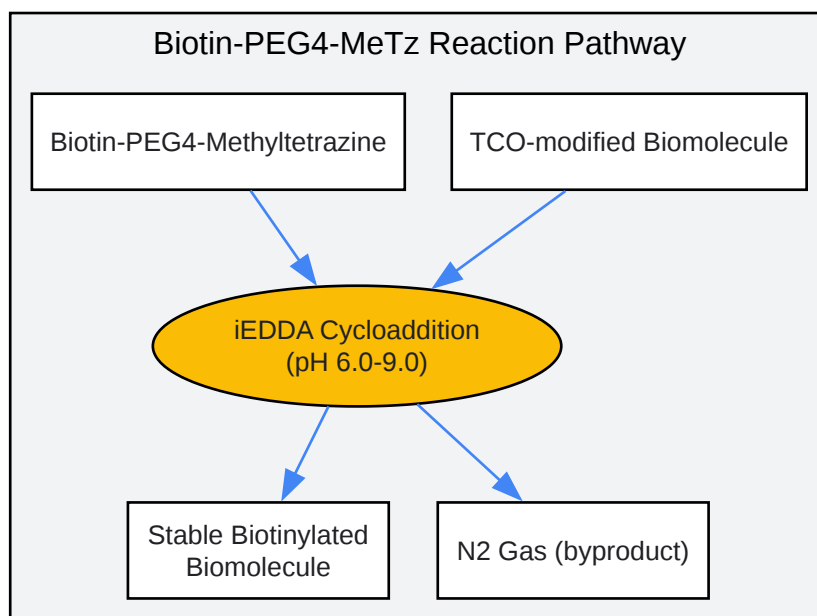 Biotin-PEG4-MeTz Reaction Pathway
Biotin-PEG4-Methyltetrazine
TCO-modified Biomolecule
iEDDA Cycloaddition
(pH 6.0-9.0)
Stable Biotinylated
Biomolecule
N2 Gas (byproduct)